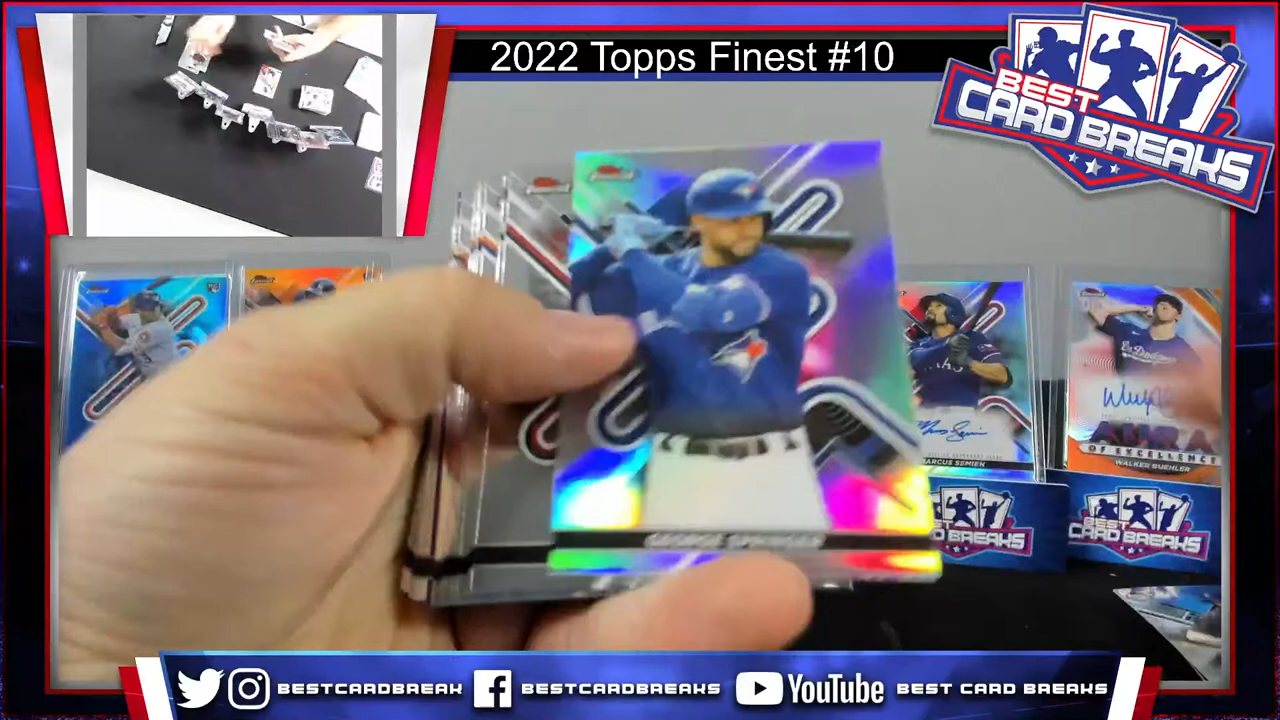 2022 Topps Finest #10
BEST
CARD BREAKS
GEORGE SPRINGER
MARCUS SEMIEN
AURA
OF EXCELLENCE
WALKER BUEHLER
BEST
CARD BREAKS
BEST
CARD BREAKS
BESTCARDBREAK
BESTCARDBREAKS
YouTube
BEST CARD BREAKS